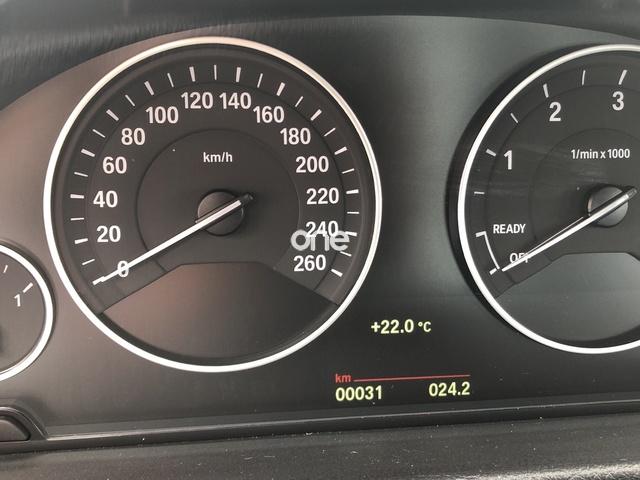 120 140
100 160
80 180
60 200
40 220
20 240
0 260
km/h
one
1 2 3
1/min x 1000
READY
OFF
1
+22.0 °C
km
00031 024.2